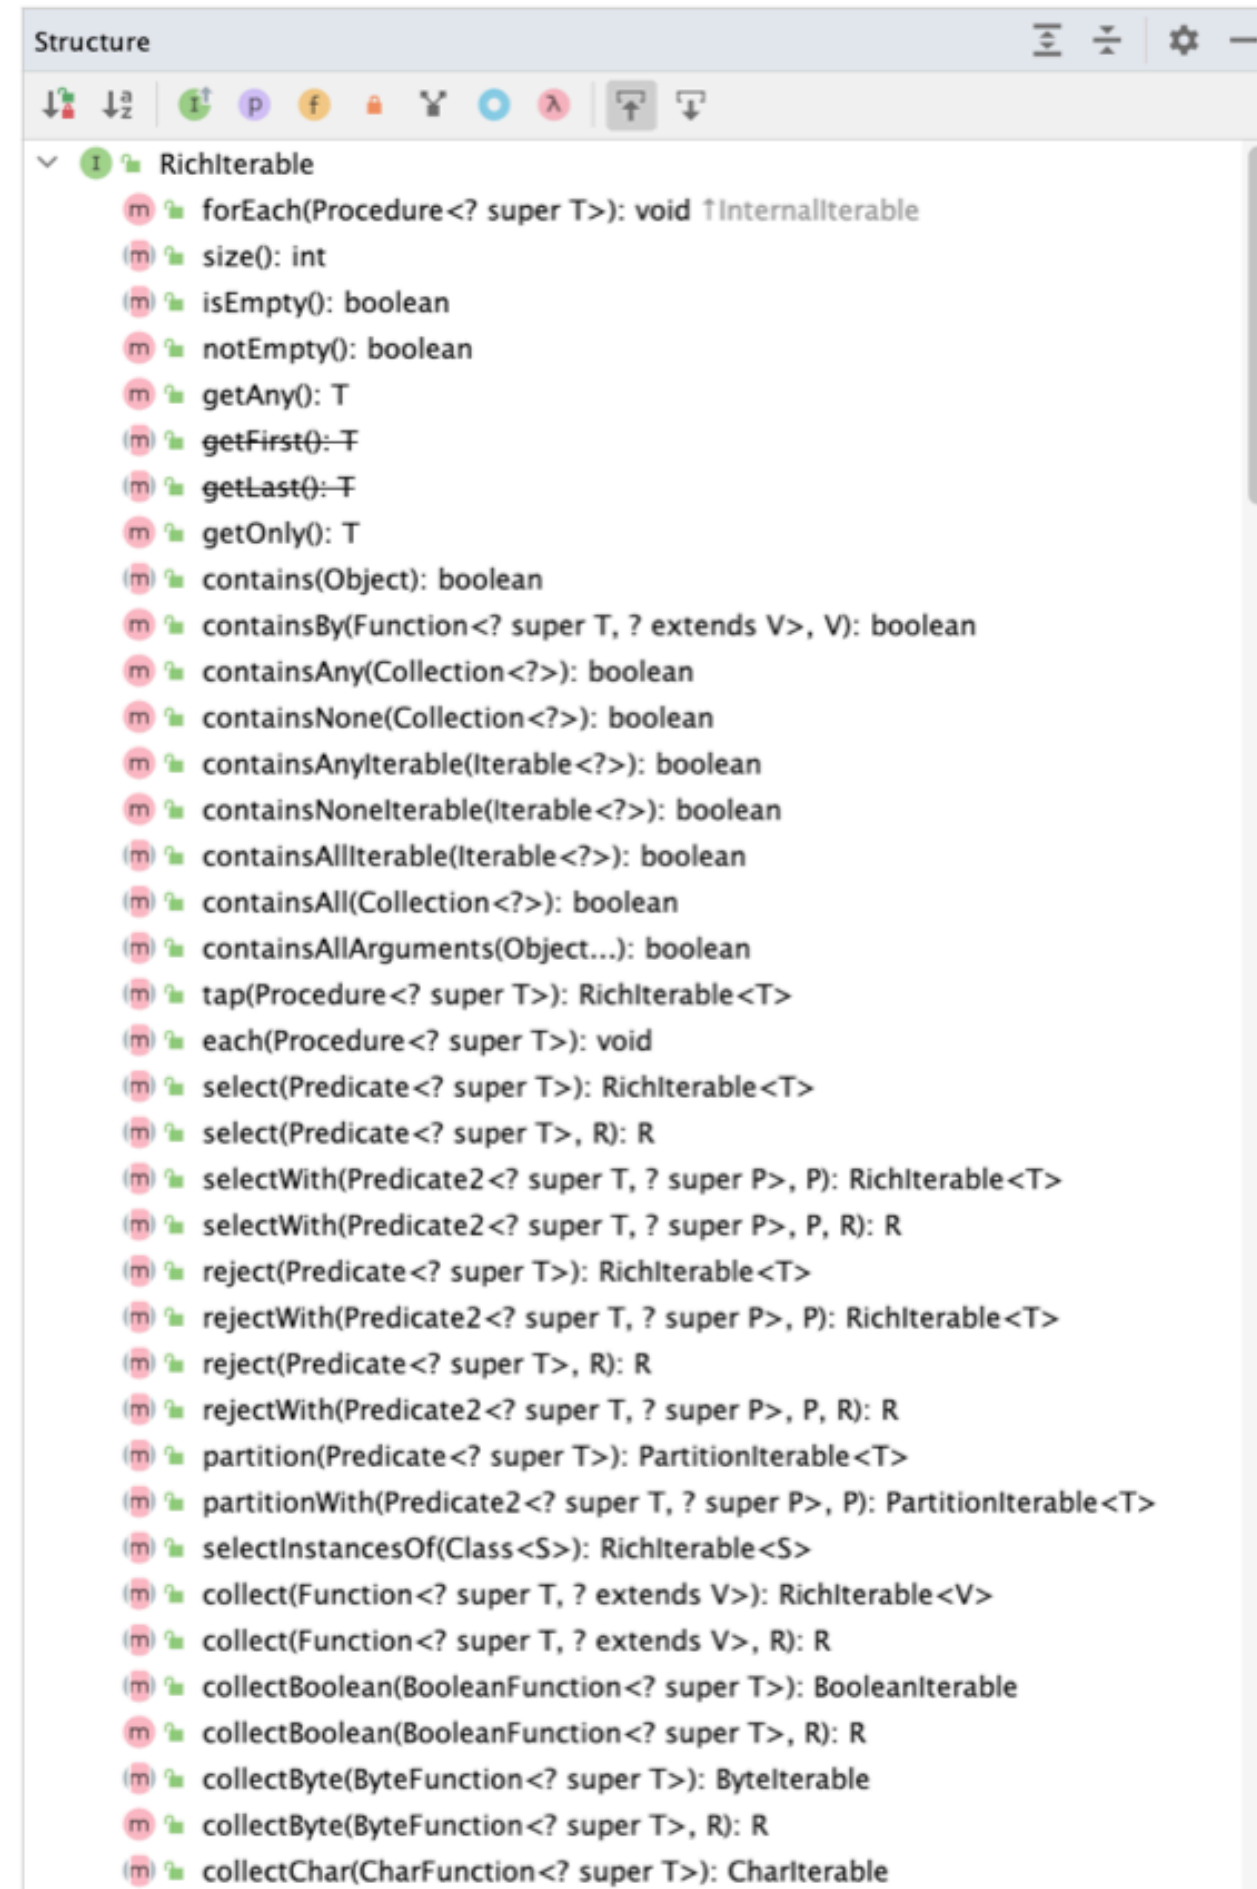 Structure
RichIterable
forEach(Procedure<? super T>): void ↑InternalIterable
size(): int
isEmpty(): boolean
notEmpty(): boolean
getAny(): T
getFirst(): T
getLast(): T
getOnly(): T
contains(Object): boolean
containsBy(Function<? super T, ? extends V>, V): boolean
containsAny(Collection<?>): boolean
containsNone(Collection<?>): boolean
containsAnyIterable(Iterable<?>): boolean
containsNoneIterable(Iterable<?>): boolean
containsAllIterable(Iterable<?>): boolean
containsAll(Collection<?>): boolean
containsAllArguments(Object...): boolean
tap(Procedure<? super T>): RichIterable<T>
each(Procedure<? super T>): void
select(Predicate<? super T>): RichIterable<T>
select(Predicate<? super T>, R): R
selectWith(Predicate2<? super T, ? super P>, P): RichIterable<T>
selectWith(Predicate2<? super T, ? super P>, P, R): R
reject(Predicate<? super T>): RichIterable<T>
rejectWith(Predicate2<? super T, ? super P>, P): RichIterable<T>
reject(Predicate<? super T>, R): R
rejectWith(Predicate2<? super T, ? super P>, P, R): R
partition(Predicate<? super T>): PartitionIterable<T>
partitionWith(Predicate2<? super T, ? super P>, P): PartitionIterable<T>
selectInstancesOf(Class<S>): RichIterable<S>
collect(Function<? super T, ? extends V>): RichIterable<V>
collect(Function<? super T, ? extends V>, R): R
collectBoolean(BooleanFunction<? super T>): BooleanIterable
collectBoolean(BooleanFunction<? super T>, R): R
collectByte(ByteFunction<? super T>): ByteIterable
collectByte(ByteFunction<? super T>, R): R
collectChar(CharFunction<? super T>): CharIterable